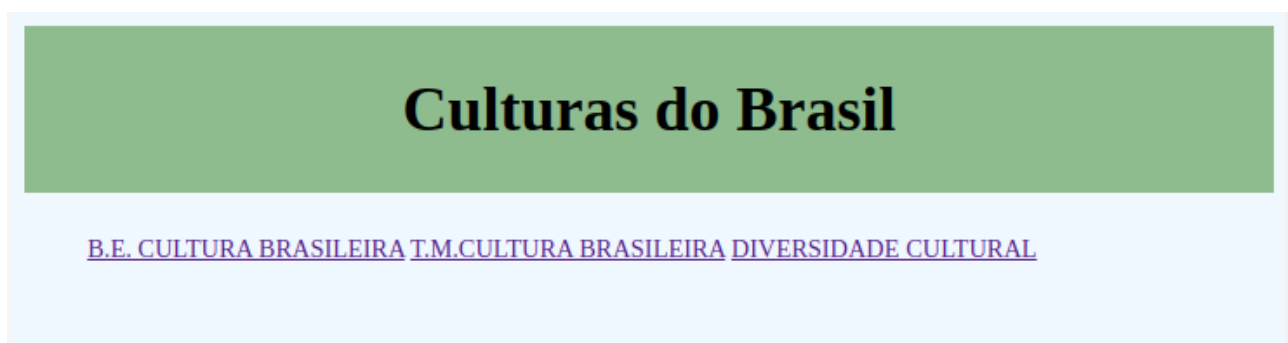 Culturas do Brasil
B.E. CULTURA BRASILEIRA T.M.CULTURA BRASILEIRA DIVERSIDADE CULTURAL